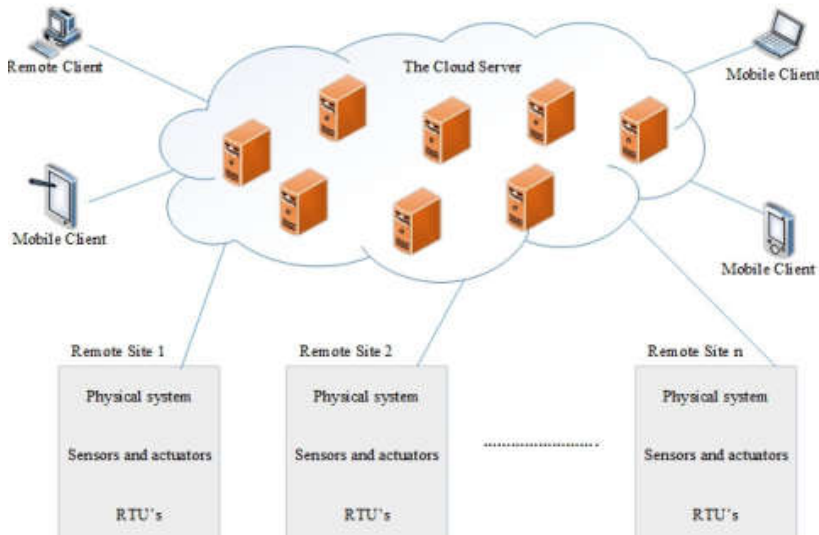 The Cloud Server
Remote Client
Mobile Client
Mobile Client
Mobile Client
Remote Site 1
Remote Site 2
Remote Site n
Physical system
Physical system
Physical system
Sensors and actuators
Sensors and actuators
Sensors and actuators
RTU's
RTU's
RTU's